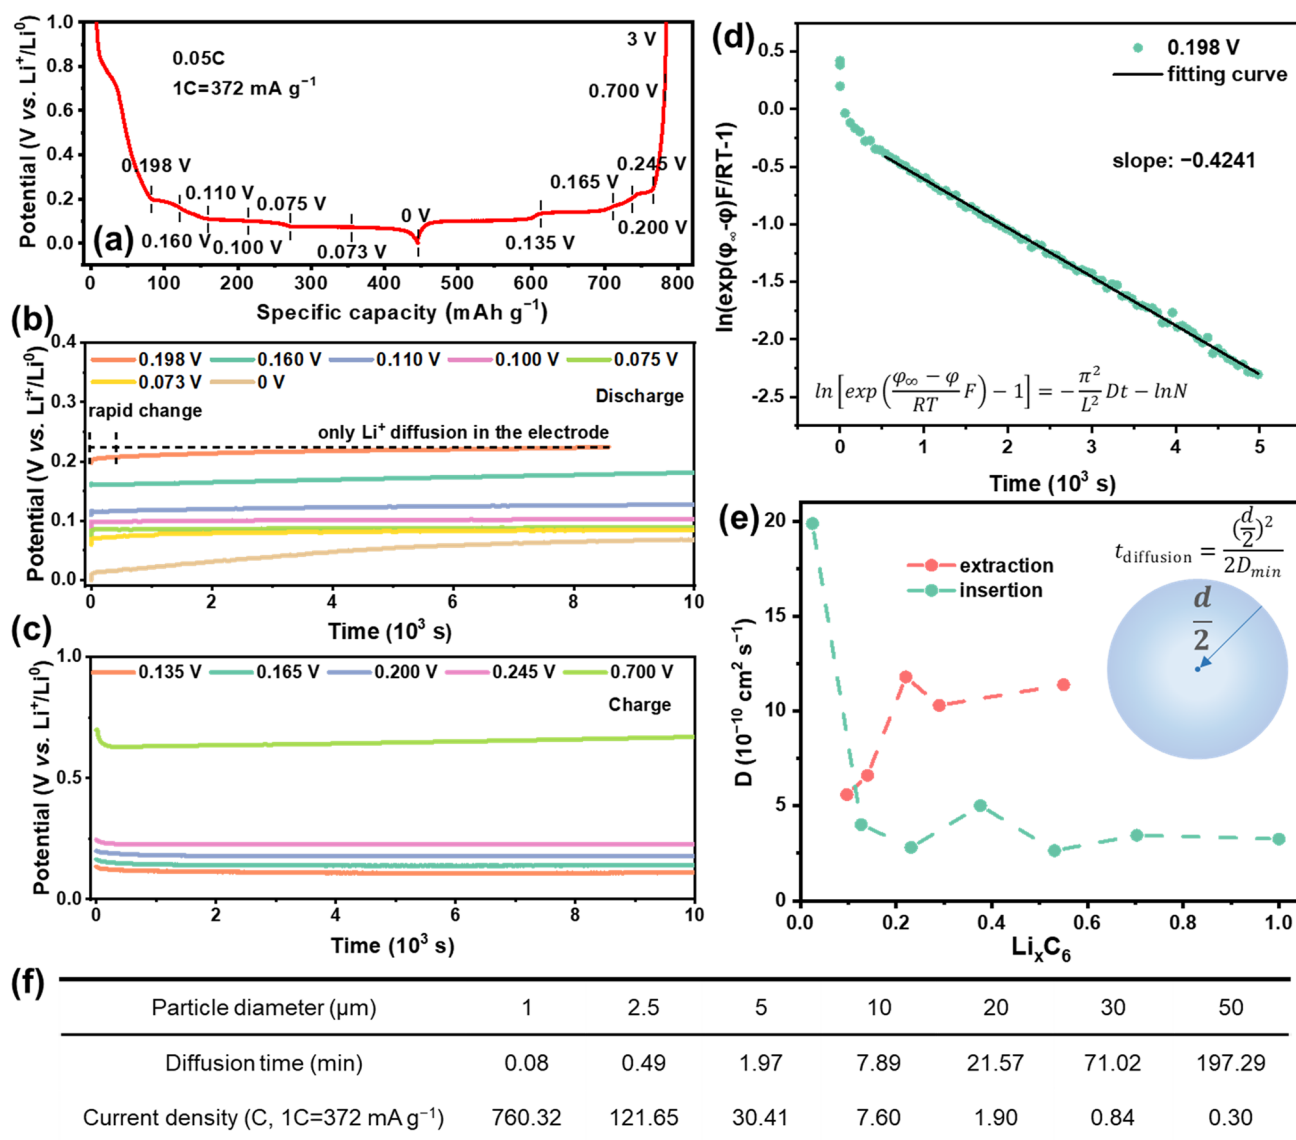 (a)
1.0
0.8
0.6
0.4
0.2
0.0
Potential (V vs. Li⁺/Li⁰)
0.05C
1C=372 mA g⁻¹
3 V
0.700 V
0.245 V
0.198 V
0.110 V
0.075 V
0 V
0.165 V
0.160 V
0.100 V
0.073 V
0.135 V
0.200 V
0 100 200 300 400 500 600 700 800
Specific capacity (mAh g⁻¹)
(b)
0.4
0.3
0.2
0.1
0.0
Potential (V vs. Li⁺/Li⁰)
0.198 V 0.160 V 0.110 V 0.100 V 0.075 V
0.073 V 0 V
Discharge
rapid change
only Li⁺ diffusion in the electrode
0 2 4 6 8 10
Time (10³ s)
(c)
1.0
0.5
0.0
Potential (V vs. Li⁺/Li⁰)
0.135 V 0.165 V 0.200 V 0.245 V 0.700 V
Charge
0 2 4 6 8 10
Time (10³ s)
(d)
0.5
0.0
-0.5
-1.0
-1.5
-2.0
-2.5
ln(exp(φ∞-φ)F/RT-1)
0.198 V
fitting curve
slope: −0.4241
ln[exp(φ∞ − φ/RT F) − 1] = −π²/L² Dt − lnN
0 1 2 3 4 5
Time (10³ s)
(e)
20
15
10
5
0
D (10⁻¹⁰ cm² s⁻¹)
extraction
insertion
t_diffusion = (d/2)²/2D_min
d/2
0.0 0.2 0.4 0.6 0.8 1.0
LiₓC₆
(f)
Particle diameter (μm) 1 2.5 5 10 20 30 50
Diffusion time (min) 0.08 0.49 1.97 7.89 21.57 71.02 197.29
Current density (C, 1C=372 mA g⁻¹) 760.32 121.65 30.41 7.60 1.90 0.84 0.30